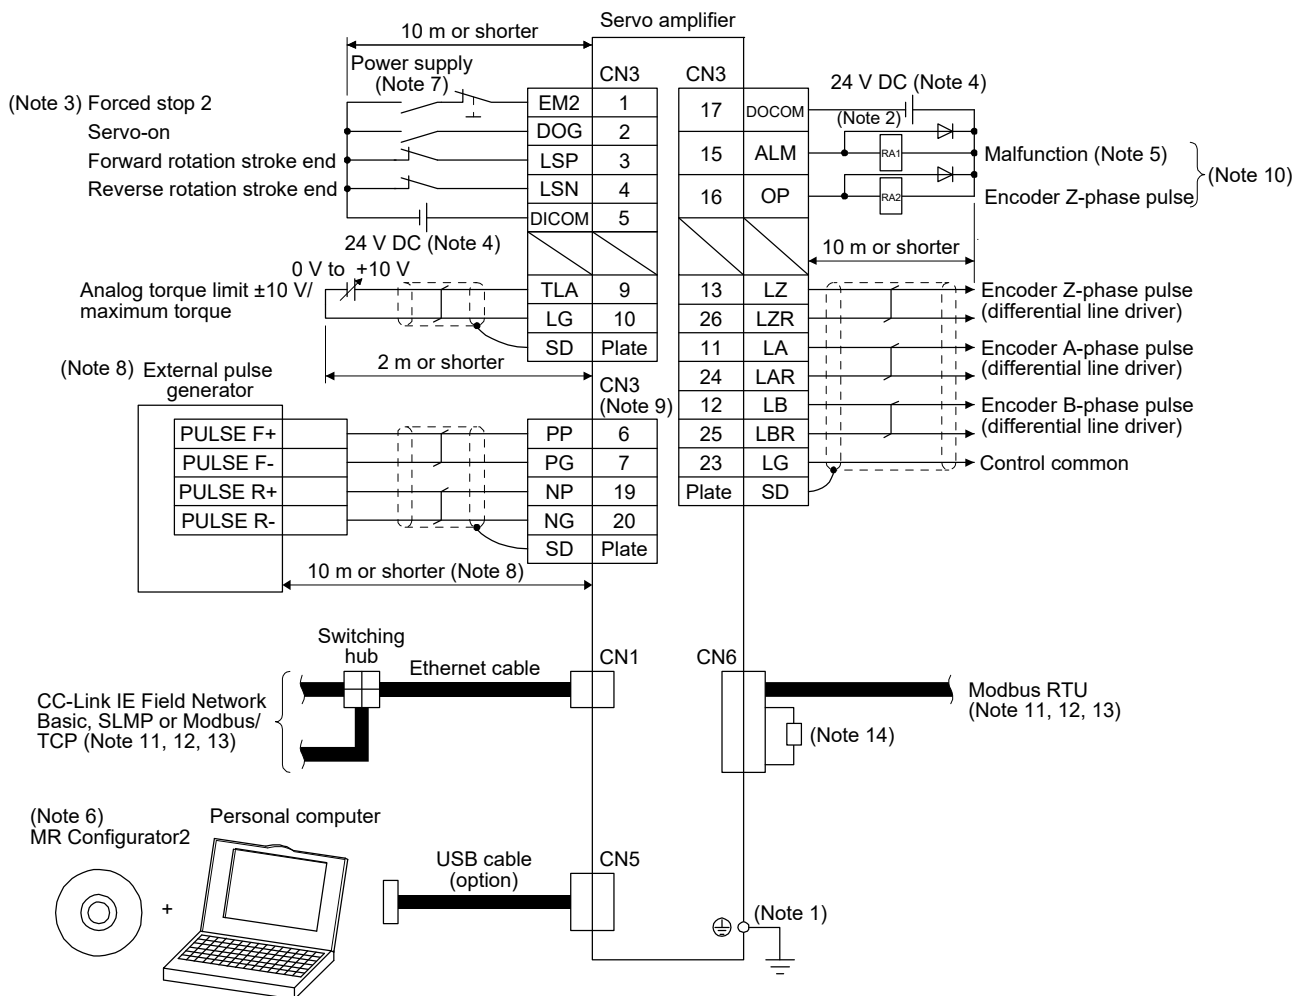 Servo amplifier
10 m or shorter
Power supply
(Note 7)
CN3
(Note 3) Forced stop 2
Servo-on
Forward rotation stroke end
Reverse rotation stroke end
24 V DC (Note 4)
EM2 1
DOG 2
LSP 3
LSN 4
DICOM 5
0 V to +10 V
Analog torque limit ±10 V/
maximum torque
TLA 9
LG 10
SD Plate
2 m or shorter
(Note 8) External pulse
generator
CN3
(Note 9)
PULSE F+
PULSE F-
PULSE R+
PULSE R-
PP 6
PG 7
NP 19
NG 20
SD Plate
10 m or shorter (Note 8)
CN3
24 V DC (Note 4)
(Note 2)
17 DOCOM
15 ALM
16 OP
RA1
RA2
Malfunction (Note 5)
Encoder Z-phase pulse
(Note 10)
10 m or shorter
13 LZ
26 LZR
11 LA
24 LAR
12 LB
25 LBR
23 LG
Plate SD
Encoder Z-phase pulse
(differential line driver)
Encoder A-phase pulse
(differential line driver)
Encoder B-phase pulse
(differential line driver)
Control common
Switching
hub
Ethernet cable
CN1
CC-Link IE Field Network
Basic, SLMP or Modbus/
TCP (Note 11, 12, 13)
CN6
Modbus RTU
(Note 11, 12, 13)
(Note 14)
(Note 6)
MR Configurator2
Personal computer
+
USB cable
(option)
CN5
(Note 1)